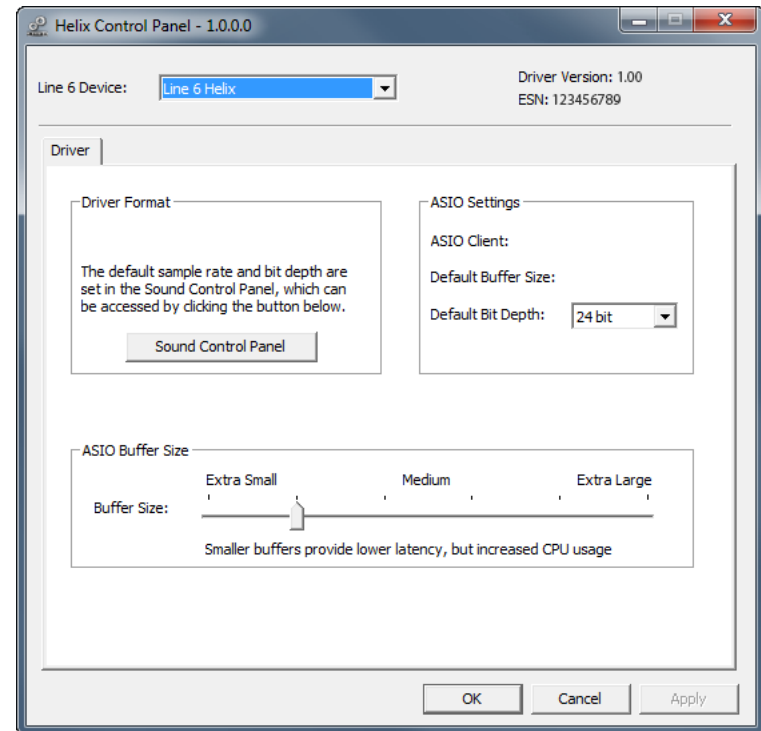 Helix Control Panel - 1.0.0.0
Line 6 Device:
Line 6 Helix
Driver Version: 1.00
ESN: 123456789
Driver
Driver Format
The default sample rate and bit depth are
set in the Sound Control Panel, which can
be accessed by clicking the button below.
Sound Control Panel
ASIO Settings
ASIO Client:
Default Buffer Size:
Default Bit Depth:
24 bit
ASIO Buffer Size
Extra Small
Medium
Extra Large
Buffer Size:
Smaller buffers provide lower latency, but increased CPU usage
OK
Cancel
Apply